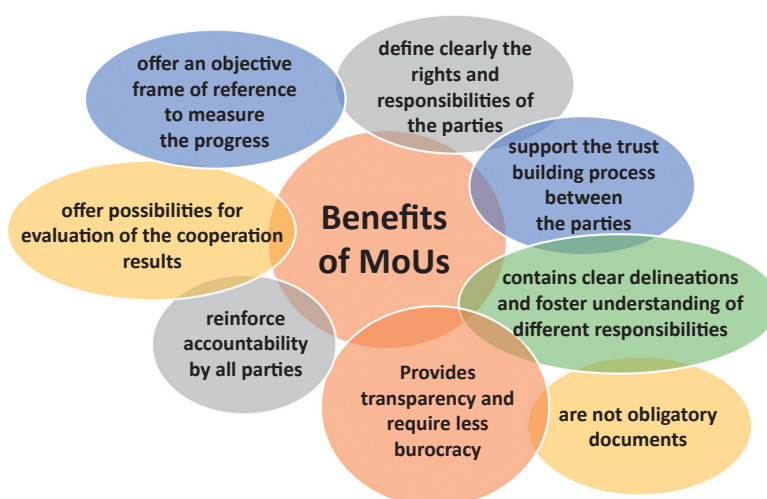 Benefits
of MoUs
define clearly the
rights and
responsibilities of
the parties
support the trust
building process
between
the parties
contains clear delineations
and foster understanding of
different responsibilities
are not obligatory
documents
Provides
transparency and
require less
burocracy
reinforce
accountability
by all parties
offer possibilities for
evaluation of the cooperation
results
offer an objective
frame of reference
to measure
the progress